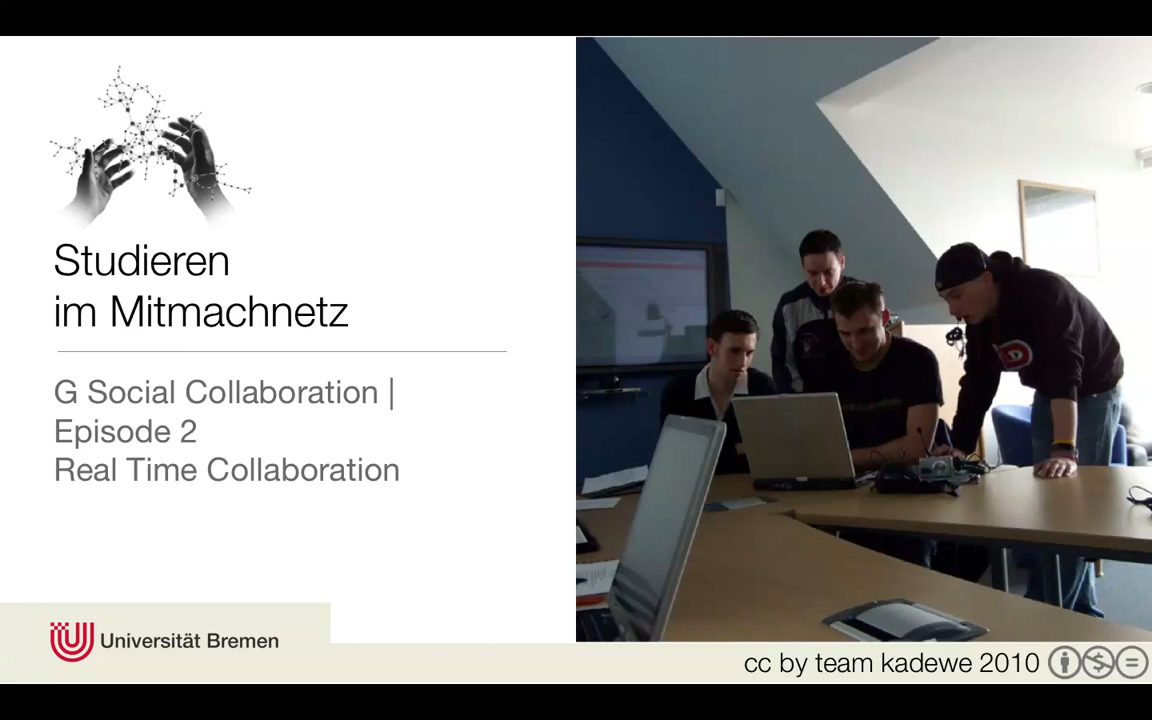 Studieren
im Mitmachnetz
G Social Collaboration |
Episode 2
Real Time Collaboration
Universität Bremen
cc by team kadewe 2010